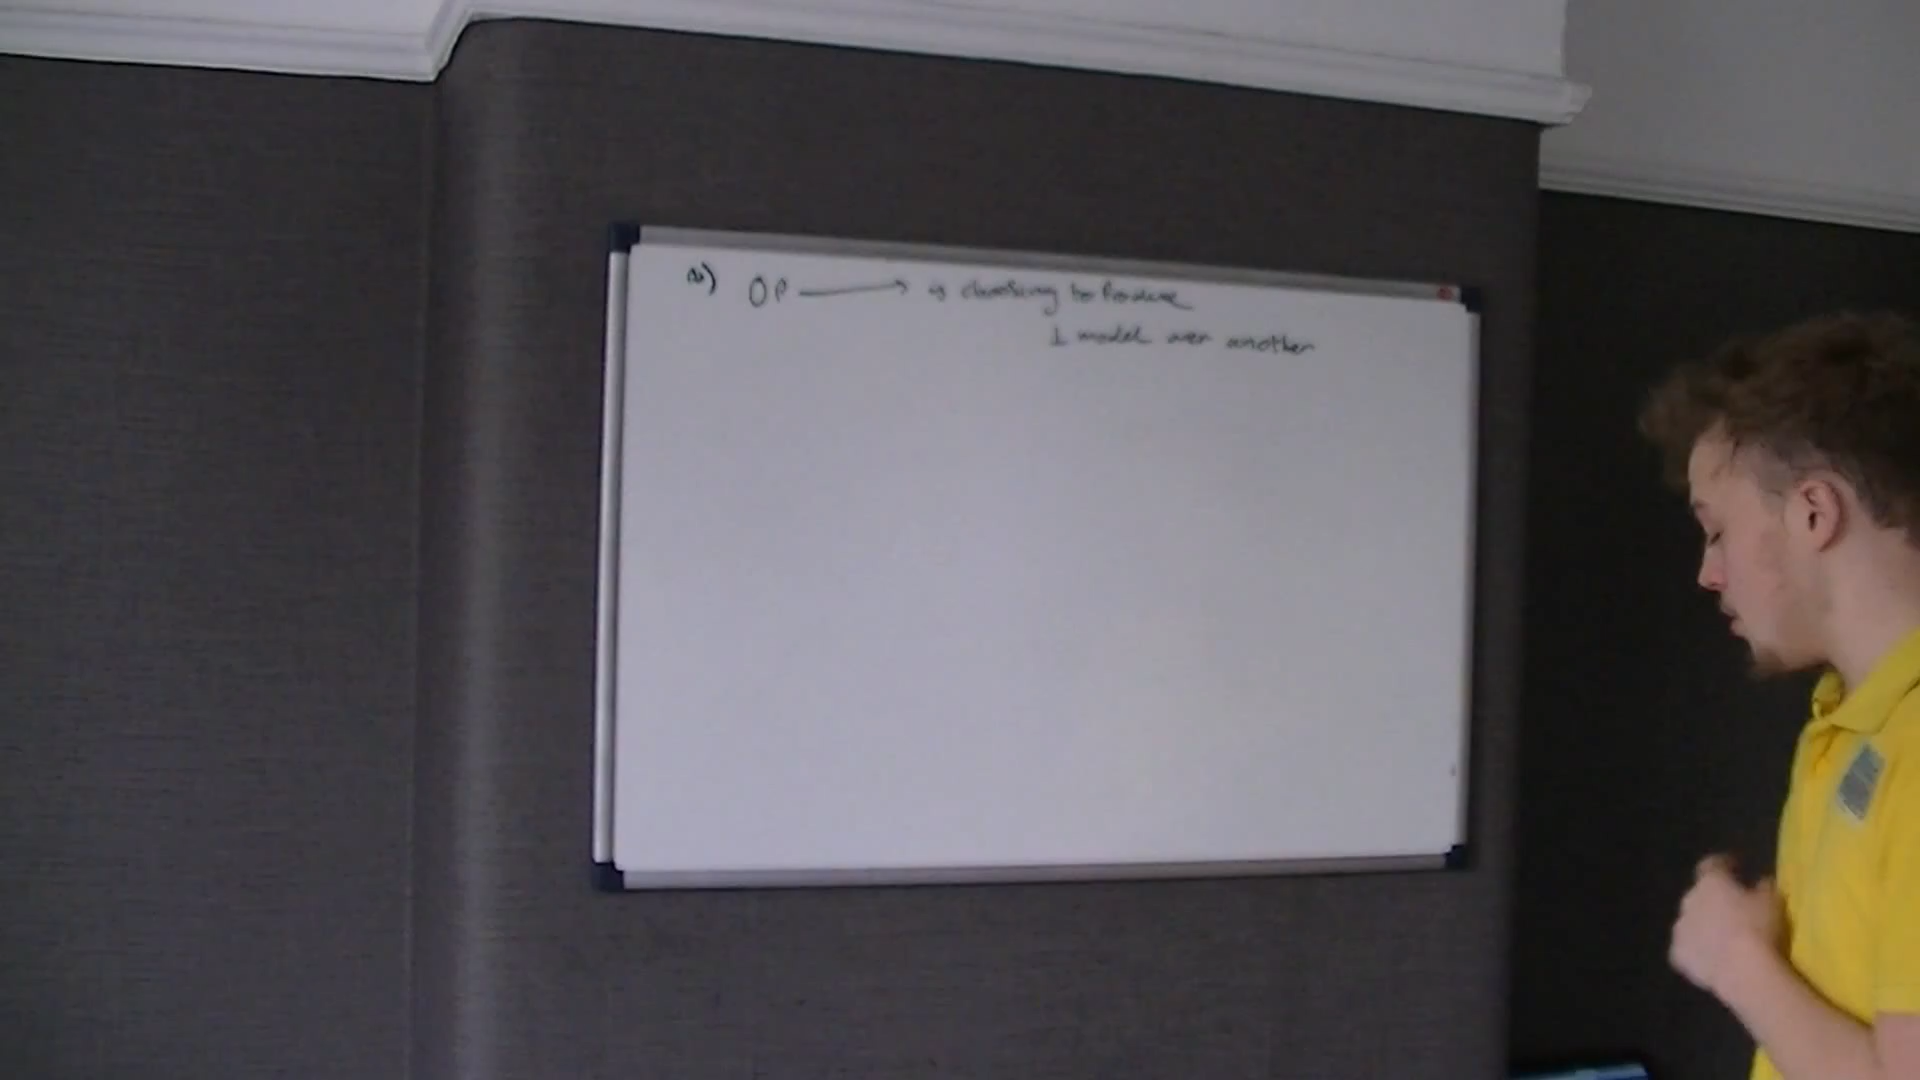 OP → is choosing to Produce
1 model over another